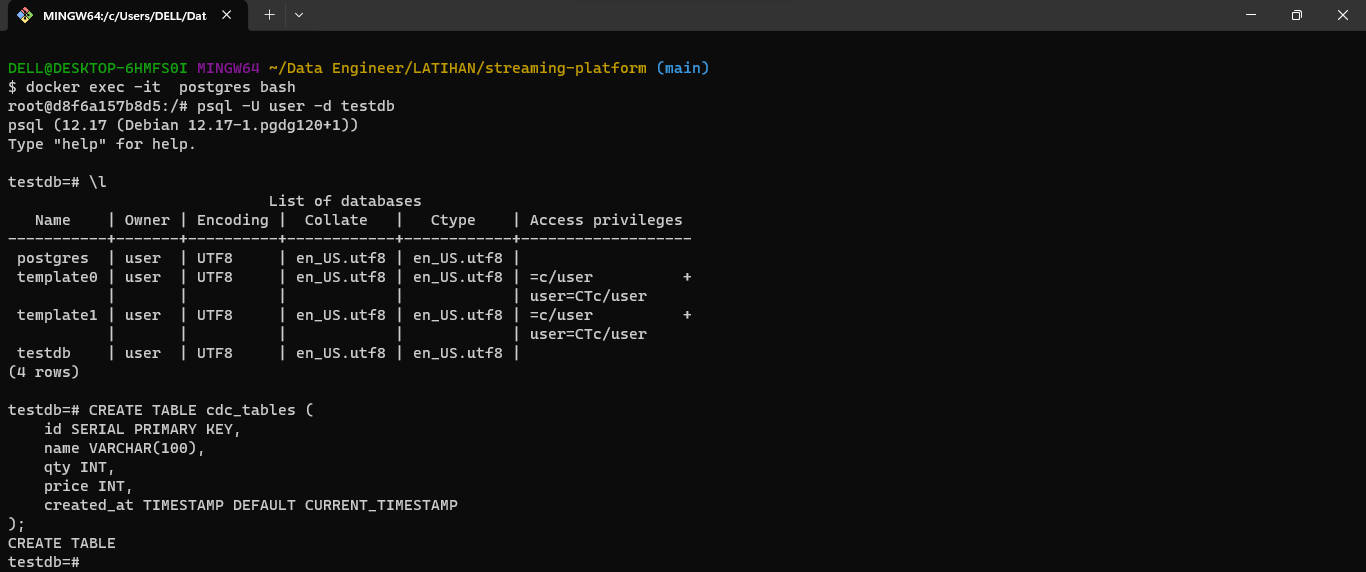 MINGW64:/c/Users/DELL/Dat
DELL@DESKTOP-6HMFS0I MINGW64 ~/Data Engineer/LATIHAN/streaming-platform (main)
$ docker exec -it  postgres bash
root@d8f6a157b8d5:/# psql -U user -d testdb
psql (12.17 (Debian 12.17-1.pgdg120+1))
Type "help" for help.
testdb=# \l
                             List of databases
   Name    | Owner | Encoding |  Collate   |   Ctype    | Access privileges
-----------+-------+----------+------------+------------+-------------------
 postgres  | user  | UTF8     | en_US.utf8 | en_US.utf8 |
 template0 | user  | UTF8     | en_US.utf8 | en_US.utf8 | =c/user          +
           |       |          |            |            | user=CTc/user
 template1 | user  | UTF8     | en_US.utf8 | en_US.utf8 | =c/user          +
           |       |          |            |            | user=CTc/user
 testdb    | user  | UTF8     | en_US.utf8 | en_US.utf8 |
(4 rows)
testdb=# CREATE TABLE cdc_tables (
    id SERIAL PRIMARY KEY,
    name VARCHAR(100),
    qty INT,
    price INT,
    created_at TIMESTAMP DEFAULT CURRENT_TIMESTAMP
);
CREATE TABLE
testdb=#